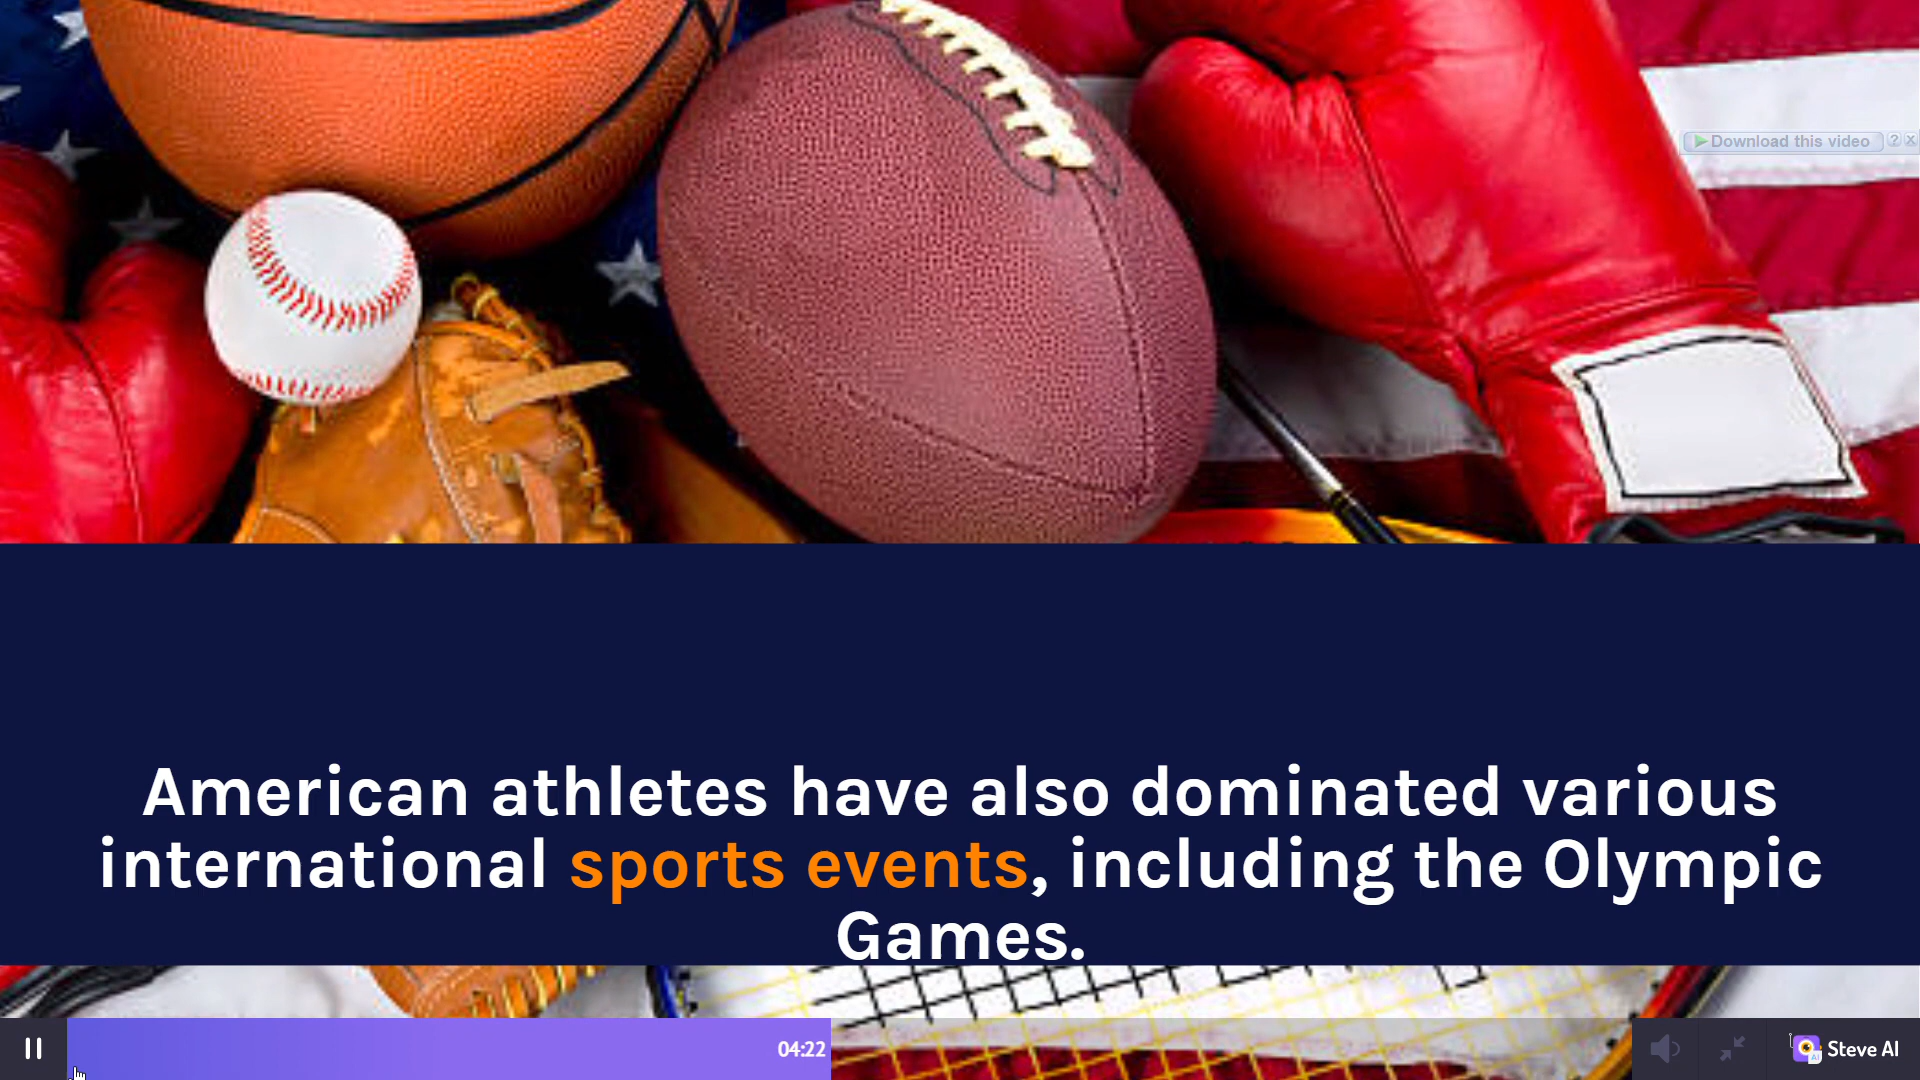 Download this video
American athletes have also dominated various
international sports events, including the Olympic
Games.
04:22
Steve AI